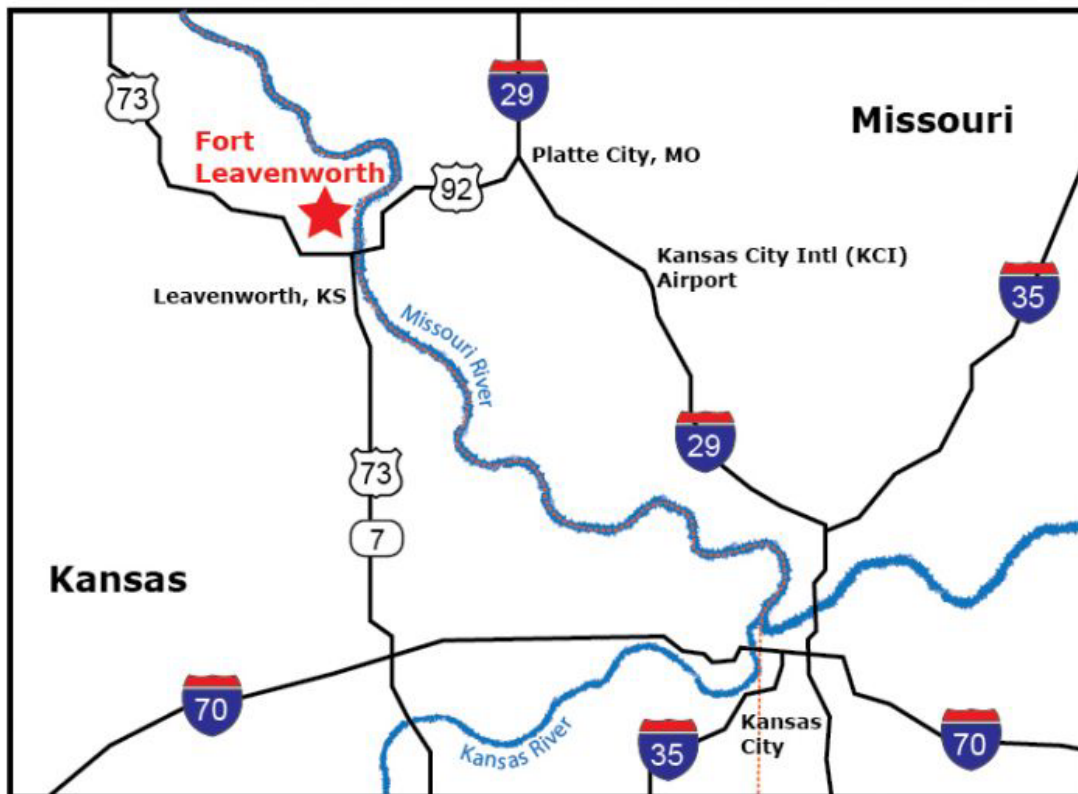 73
29
Missouri
Fort
Leavenworth
92
Platte City, MO
Kansas City Intl (KCI)
Airport
35
Leavenworth, KS
Missouri River
29
73
7
Kansas
70
Kansas River
35
Kansas
City
70